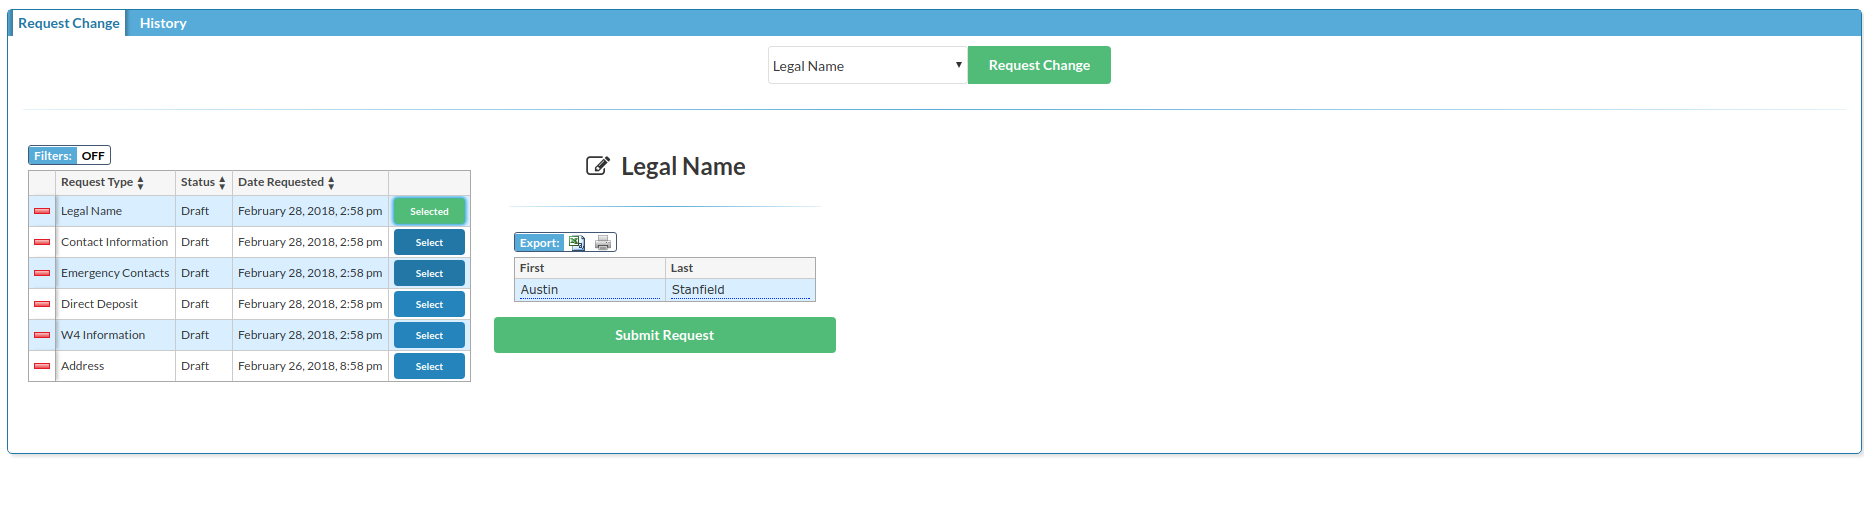 Request Change History
Legal Name Request Change
Filters: OFF
Request Type Status Date Requested
Legal Name Draft February 28, 2018, 2:58 pm Selected
Contact Information Draft February 28, 2018, 2:58 pm Select
Emergency Contacts Draft February 28, 2018, 2:58 pm Select
Direct Deposit Draft February 28, 2018, 2:58 pm Select
W4 Information Draft February 28, 2018, 2:58 pm Select
Address Draft February 26, 2018, 8:58 pm Select
Legal Name
Export:
First Last
Austin Stanfield
Submit Request